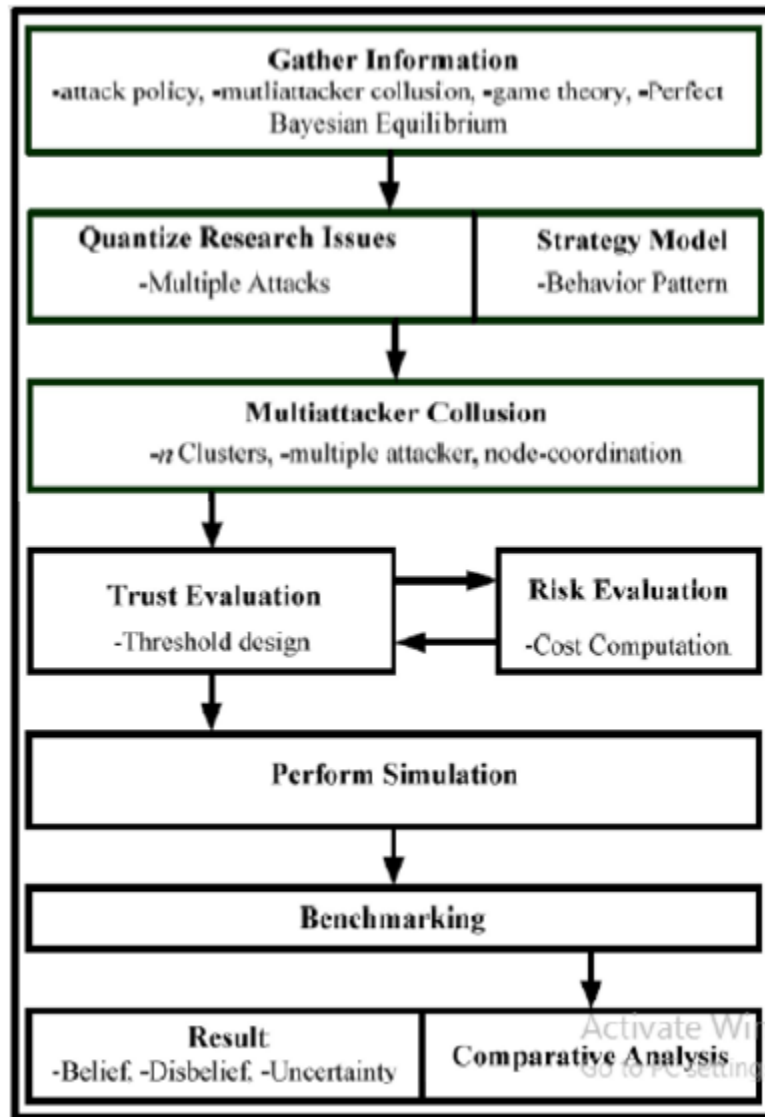 Gather Information
-attack policy, -mutliattacker collusion, -game theory, -Perfect
Bayesian Equilibrium
Quantize Research Issues
-Multiple Attacks
Strategy Model
-Behavior Pattern
Multiattacker Collusion
-n Clusters, -multiple attacker, node-coordination
Trust Evaluation
-Threshold design
Risk Evaluation
-Cost Computation
Perform Simulation
Benchmarking
Result
-Belief, -Disbelief, -Uncertainty
Comparative Analysis
Activate Wi
Go to PC setting